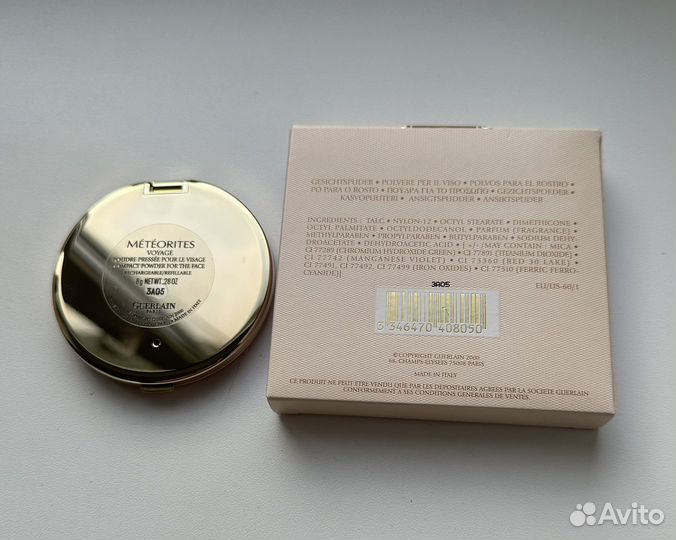 MÉTÉORITES
VOYAGE
POUDRE PRESSÉE POUR LE VISAGE
COMPACT POWDER FOR THE FACE
RECHARGEABLE/REFILLABLE
8g NETWT. .28 OZ
3A05
GUERLAIN
PARIS
MADE IN ITALY
GESICHTSPUDER • POLVERE PER IL VISO • POLVOS PARA EL ROSTRO •
PO PARA O ROSTO • ΠΟΥΔΡΑ ΓΙΑ ΤΟ ΠΡΟΣΩΠΟ • GEZICHTSPOEDER •
KASVOPUUTERI • ANSIGTSPUDDER • ANSIKTSPUDER
INGREDIENTS : TALC • NYLON-12 • OCTYL STEARATE • DIMETHICONE •
OCTYL PALMITATE • OCTYLDODECANOL • PARFUM (FRAGRANCE) •
METHYLPARABEN • PROPYLPARABEN • BUTYLPARABEN • SODIUM DEHY-
DROACETATE • DEHYDROACETIC ACID • [ +/- /MAY CONTAIN : MICA •
CI 77289 (CHROMIUM HYDROXIDE GREEN) • CI 77891 (TITANIUM DIOXIDE) •
CI 77742 (MANGANESE VIOLET) • CI 15360 (RED 30 LAKE) •
CI 77491, CI 77492, CI 77499 (IRON OXIDES) • CI 77510 (FERRIC FERRO-
CYANIDE)]
3A05
EU/US-60/1
3 346470 408050
©COPYRIGHT GUERLAIN 2000
68, CHAMPS-ELYSEES 75008 PARIS
MADE IN ITALY
CE PRODUIT NE PEUT ÊTRE VENDU QUE PAR LES DEPOSITAIRES AGREES PAR LA SOCIETE GUERLAIN
CONFORMEMENT A SES CONDITIONS GENERALES DE VENTES.
Avito